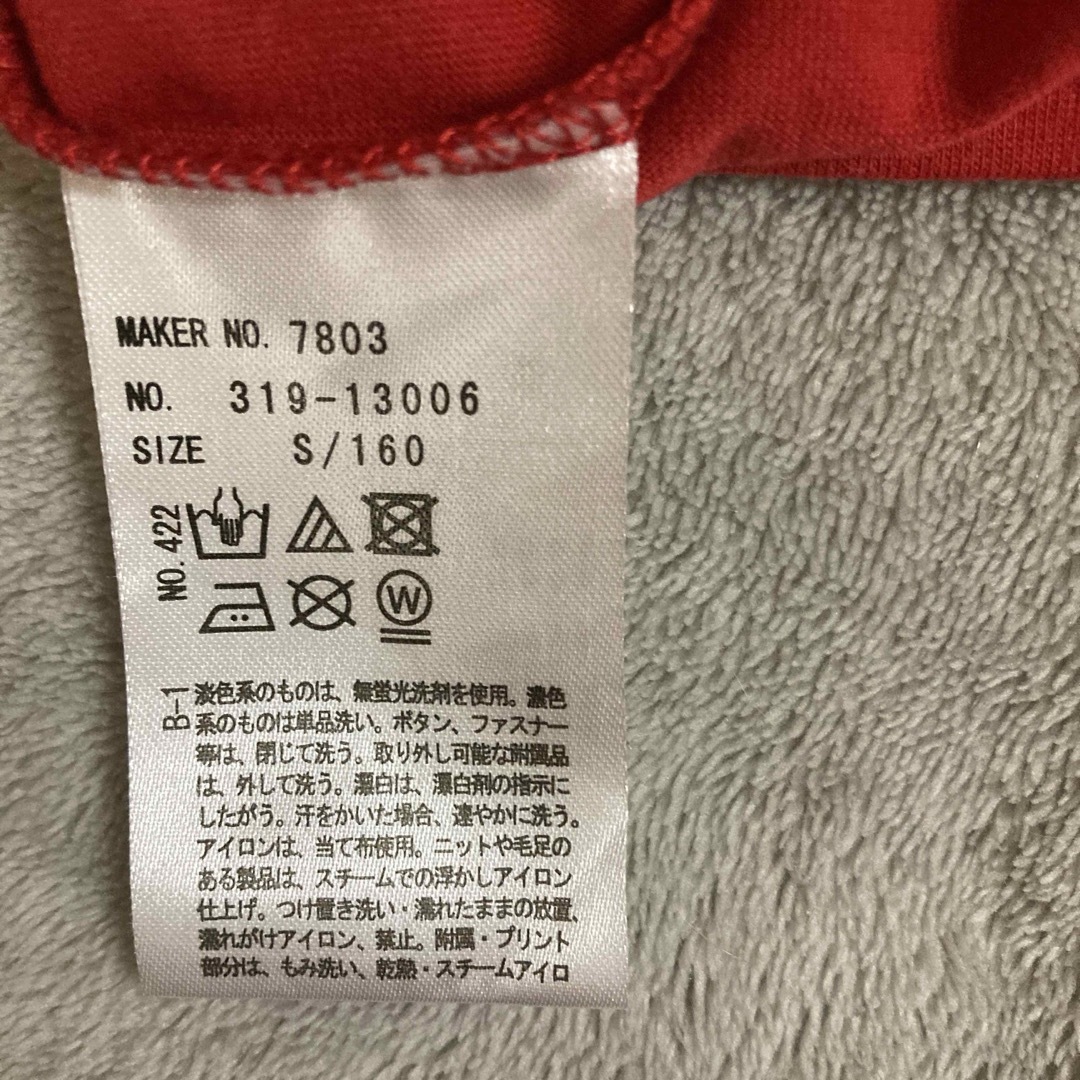 MAKER NO. 7803
NO. 319-13006
SIZE S/160
NO. 422
W
B-1
淡色系のものは、無蛍光洗剤を使用。濃色
系のものは単品洗い。ボタン、ファスナー
等は、閉じて洗う。取り外し可能な附属品
は、外して洗う。漂白は、漂白剤の指示に
したがう。汗をかいた場合、速やかに洗う。
アイロンは、当て布使用。ニットや毛足の
ある製品は、スチームでの浮かしアイロン
仕上げ。つけ置き洗い・濡れたままの放置、
濡れがけアイロン、禁止。附属・プリント
部分は、もみ洗い、乾熱・スチームアイロ